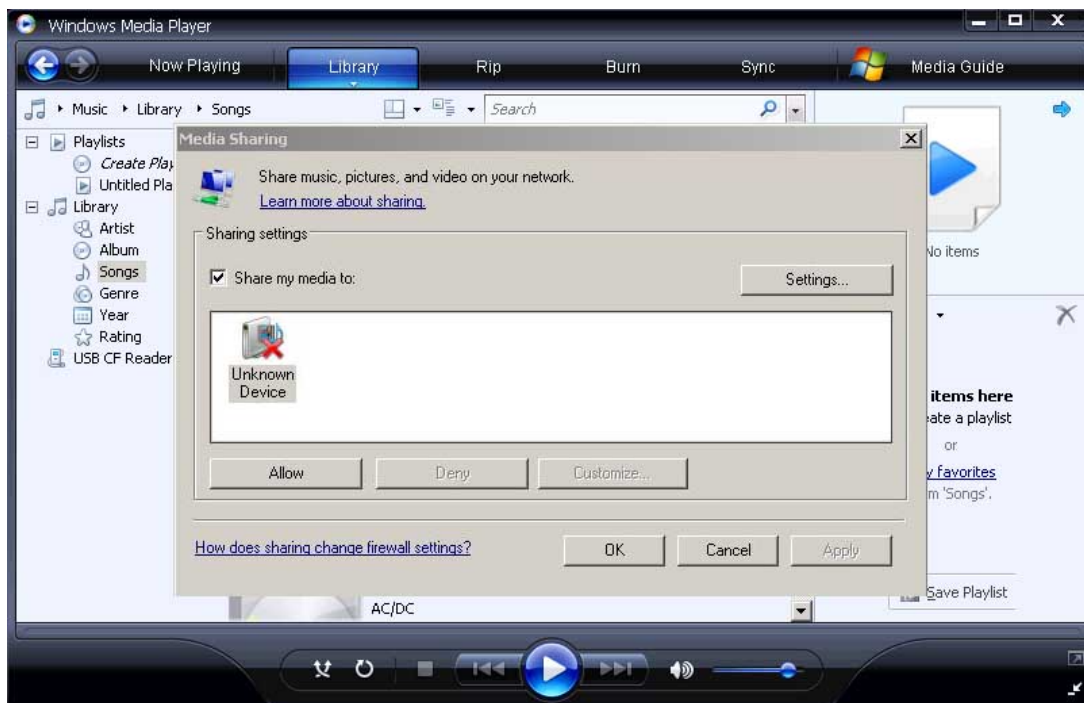 Windows Media Player
Now Playing Library Rip Burn Sync Media Guide
Music Library Songs Search
Playlists
Create Play
Untitled Pla
Library
Artist
Album
Songs
Genre
Year
Rating
USB CF Reader
Media Sharing
Share music, pictures, and video on your network.
Learn more about sharing.
Sharing settings
Share my media to:
Settings...
Unknown
Device
Allow Deny Customize...
How does sharing change firewall settings?
OK Cancel Apply
AC/DC
No items
items here
eate a playlist
or
y favorites
m 'Songs'.
Save Playlist